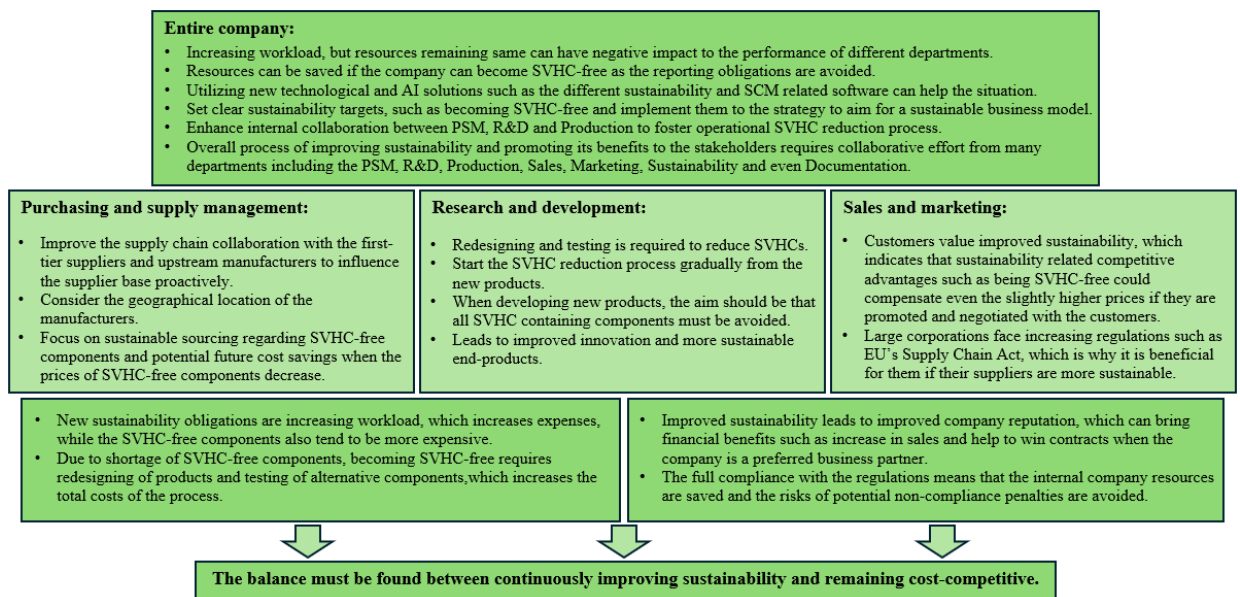 Entire company:
• Increasing workload, but resources remaining same can have negative impact to the performance of different departments.
• Resources can be saved if the company can become SVHC-free as the reporting obligations are avoided.
• Utilizing new technological and AI solutions such as the different sustainability and SCM related software can help the situation.
• Set clear sustainability targets, such as becoming SVHC-free and implement them to the strategy to aim for a sustainable business model.
• Enhance internal collaboration between PSM, R&D and Production to foster operational SVHC reduction process.
• Overall process of improving sustainability and promoting its benefits to the stakeholders requires collaborative effort from many
departments including the PSM, R&D, Production, Sales, Marketing, Sustainability and even Documentation.
Purchasing and supply management:
• Improve the supply chain collaboration with the first-
tier suppliers and upstream manufacturers to influence
the supplier base proactively.
• Consider the geographical location of the
manufacturers.
• Focus on sustainable sourcing regarding SVHC-free
components and potential future cost savings when the
prices of SVHC-free components decrease.
Research and development:
• Redesigning and testing is required to reduce SVHCs.
• Start the SVHC reduction process gradually from the
new products.
• When developing new products, the aim should be that
all SVHC containing components must be avoided.
• Leads to improved innovation and more sustainable
end-products.
Sales and marketing:
• Customers value improved sustainability, which
indicates that sustainability related competitive
advantages such as being SVHC-free could
compensate even the slightly higher prices if they are
promoted and negotiated with the customers.
• Large corporations face increasing regulations such as
EU's Supply Chain Act, which is why it is beneficial
for them if their suppliers are more sustainable.
• New sustainability obligations are increasing workload, which increases expenses,
while the SVHC-free components also tend to be more expensive.
• Due to shortage of SVHC-free components, becoming SVHC-free requires
redesigning of products and testing of alternative components,which increases the
total costs of the process.
• Improved sustainability leads to improved company reputation, which can bring
financial benefits such as increase in sales and help to win contracts when the
company is a preferred business partner.
• The full compliance with the regulations means that the internal company resources
are saved and the risks of potential non-compliance penalties are avoided.
The balance must be found between continuously improving sustainability and remaining cost-competitive.